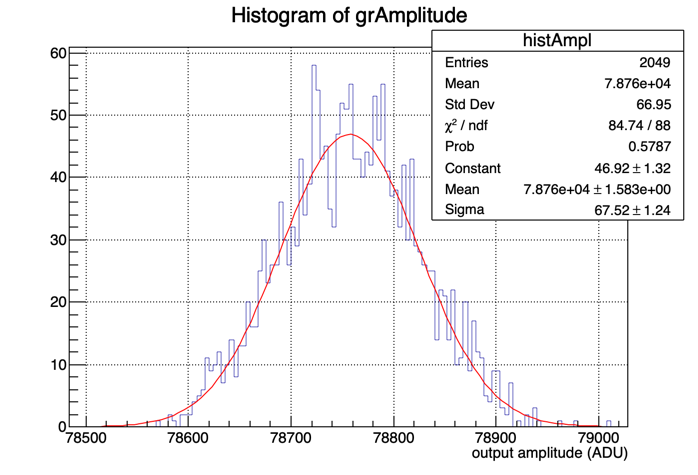 Histogram of grAmplitude
histAmpl
Entries 2049
Mean 7.876e+04
Std Dev 66.95
χ² / ndf 84.74 / 88
Prob 0.5787
Constant 46.92 ± 1.32
Mean 7.876e+04 ± 1.583e+00
Sigma 67.52 ± 1.24
60
50
40
30
20
10
0
78500 78600 78700 78800 78900 79000
output amplitude (ADU)